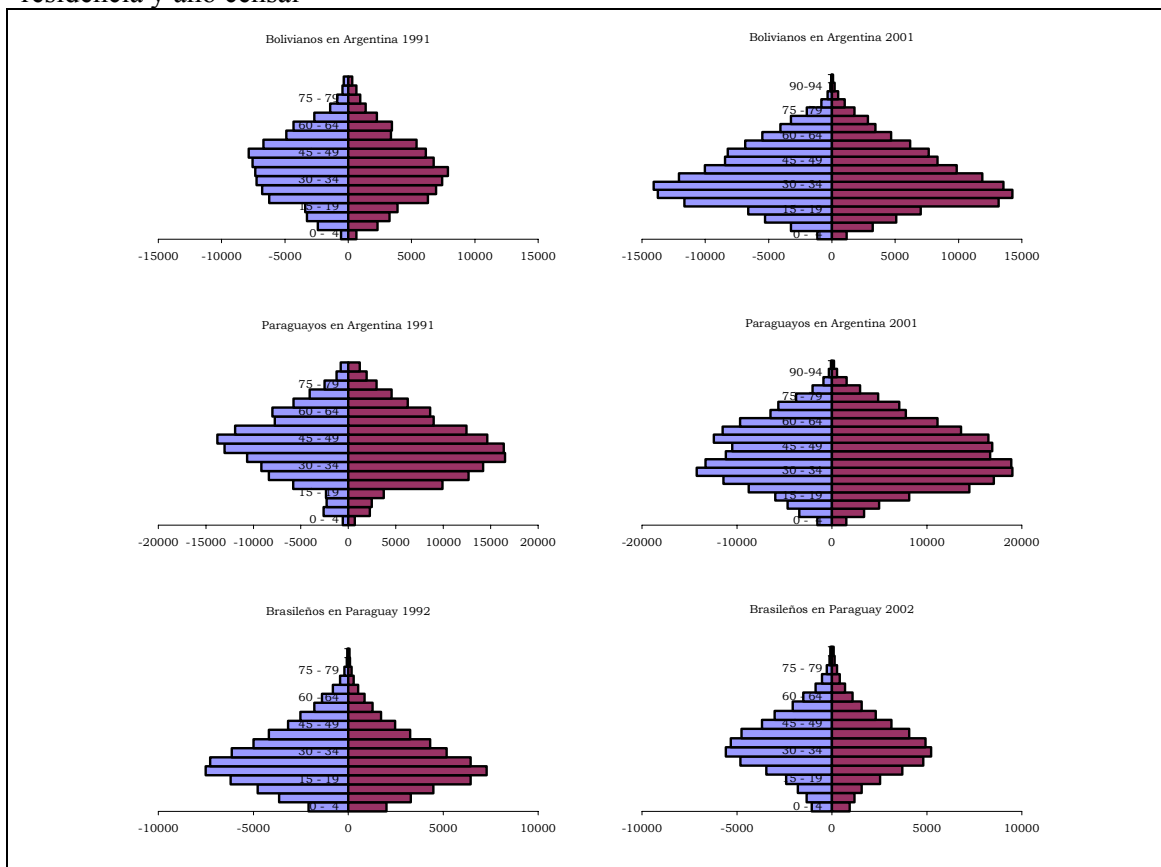 residencia y año censal
Bolivianos en Argentina 1991
75 - 79
60 - 64
45 - 49
30 - 34
15 - 19
0 - 4
-15000 -10000 -5000 0 5000 10000 15000
Bolivianos en Argentina 2001
90-94
75 - 79
60 - 64
45 - 49
30 - 34
15 - 19
0 - 4
-15000 -10000 -5000 0 5000 10000 15000
Paraguayos en Argentina 1991
75 - 79
60 - 64
45 - 49
30 - 34
15 - 19
0 - 4
-20000 -15000 -10000 -5000 0 5000 10000 15000 20000
Paraguayos en Argentina 2001
90-94
75 - 79
60 - 64
45 - 49
30 - 34
15 - 19
0 - 4
-20000 -10000 0 10000 20000
Brasileños en Paraguay 1992
75 - 79
60 - 64
45 - 49
30 - 34
15 - 19
0 - 4
-10000 -5000 0 5000 10000
Brasileños en Paraguay 2002
75 - 79
60 - 64
45 - 49
30 - 34
15 - 19
0 - 4
-10000 -5000 0 5000 10000